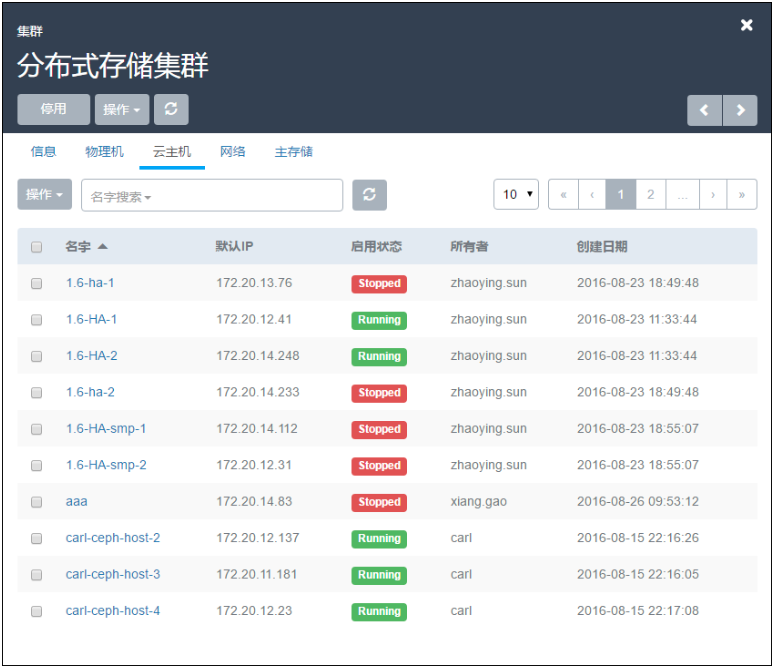 集群
分布式存储集群
停用 操作
信息 物理机 云主机 网络 主存储
操作 名字搜索 10 « ‹ 1 2 ... › »
名字 默认IP 启用状态 所有者 创建日期
1.6-ha-1 172.20.13.76 Stopped zhaoying.sun 2016-08-23 18:49:48
1.6-HA-1 172.20.12.41 Running zhaoying.sun 2016-08-23 11:33:44
1.6-HA-2 172.20.14.248 Running zhaoying.sun 2016-08-23 11:33:44
1.6-ha-2 172.20.14.233 Stopped zhaoying.sun 2016-08-23 18:49:48
1.6-HA-smp-1 172.20.14.112 Stopped zhaoying.sun 2016-08-23 18:55:07
1.6-HA-smp-2 172.20.12.31 Stopped zhaoying.sun 2016-08-23 18:55:07
aaa 172.20.14.83 Stopped xiang.gao 2016-08-26 09:53:12
carl-ceph-host-2 172.20.12.137 Running carl 2016-08-15 22:16:26
carl-ceph-host-3 172.20.11.181 Running carl 2016-08-15 22:16:05
carl-ceph-host-4 172.20.12.23 Running carl 2016-08-15 22:17:08